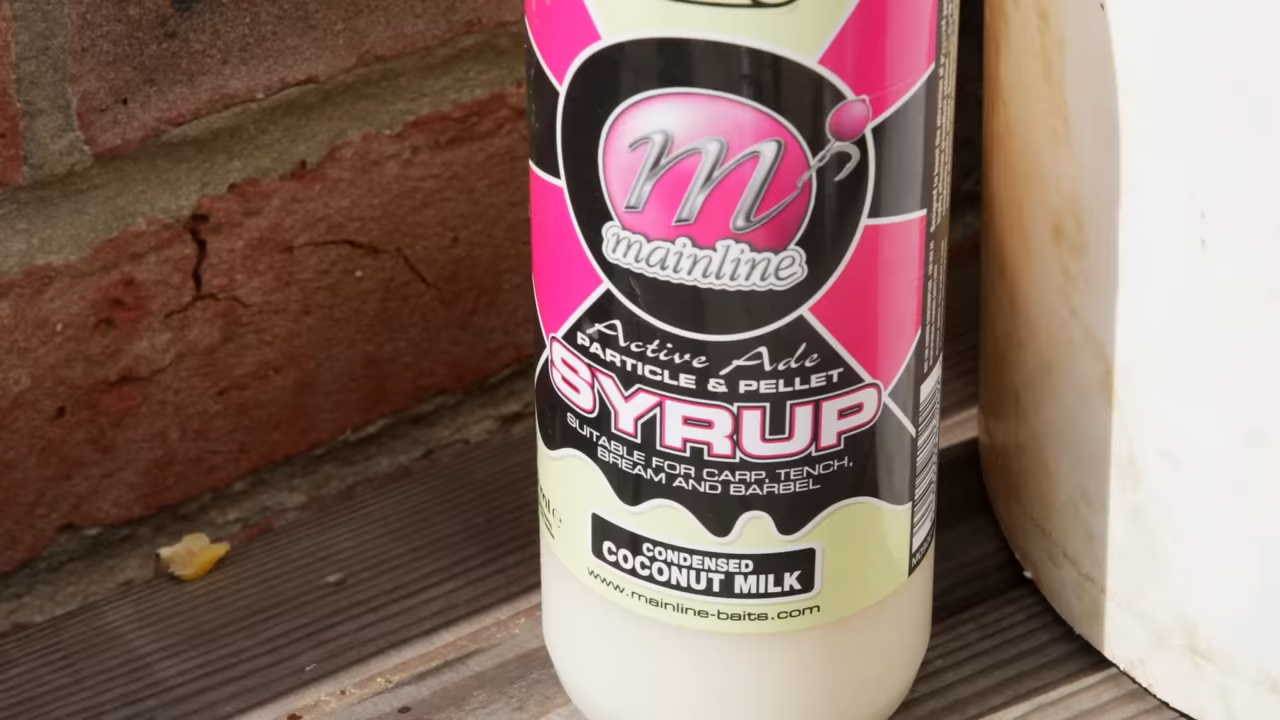 m
mainline
Active Ade
PARTICLE & PELLET
SYRUP
SUITABLE FOR CARP, TENCH,
BREAM AND BARBEL
CONDENSED
COCONUT MILK
www.mainline-baits.com